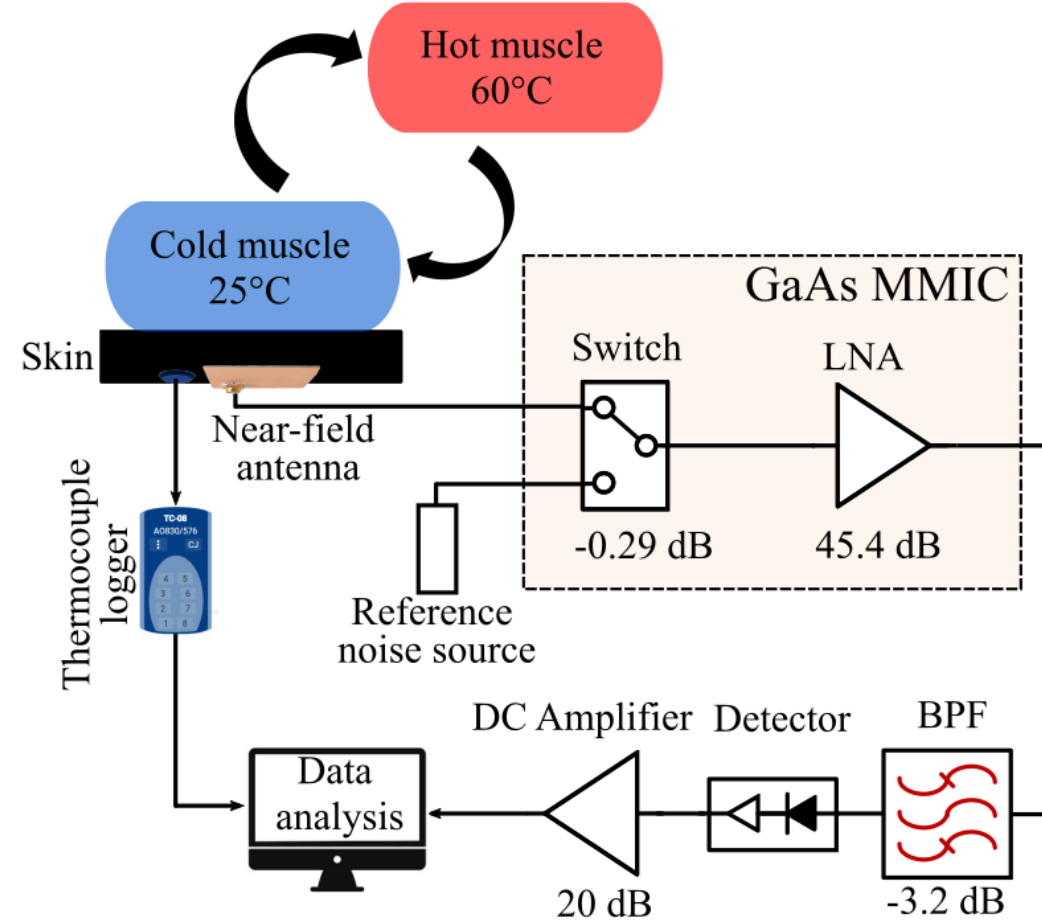 Hot muscle
60°C
Cold muscle
25°C
GaAs MMIC
Skin
Switch
LNA
Near-field
antenna
-0.29 dB
45.4 dB
Thermocouple
logger
TC-08
AO830/576
CJ
4 5
3 6
2 7
1 8
Reference
noise source
DC Amplifier
Detector
BPF
Data
analysis
20 dB
-3.2 dB